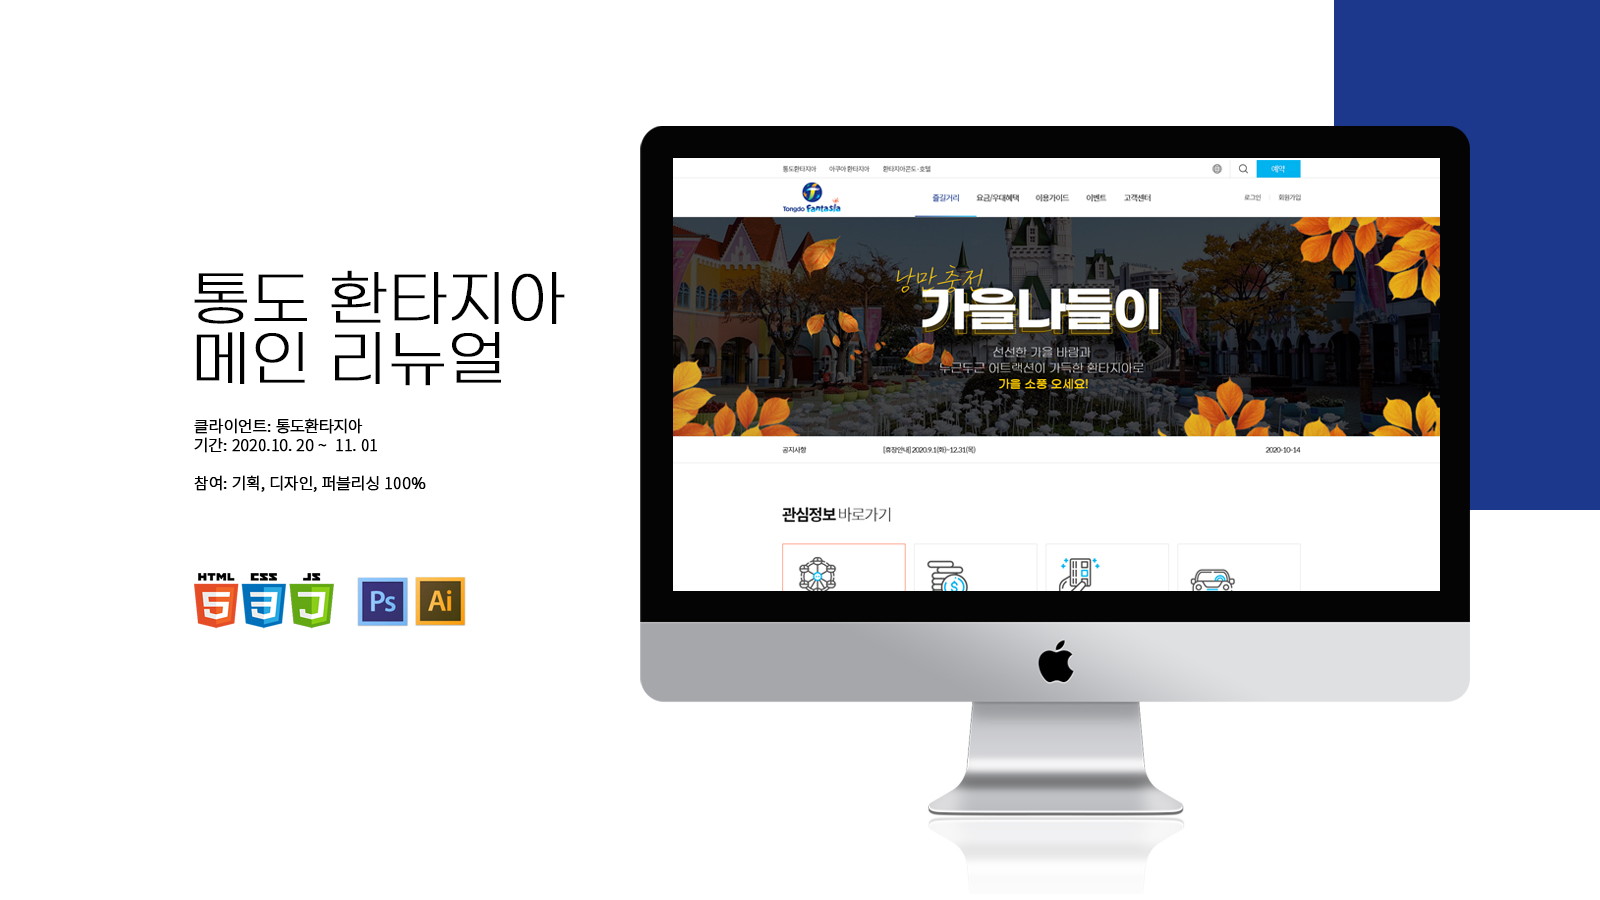 통도 환타지아
메인 리뉴얼
클라이언트: 통도환타지아
기간: 2020.10. 20 ~ 11. 01
참여: 기획, 디자인, 퍼블리싱 100%
HTML CSS JS
Ps Ai
통도환타지아 아쿠아 환타지아 환타지아콘도·호텔
예약
Tongdo Fantasia
즐길거리 요금/우대혜택 이용가이드 이벤트 고객센터
로그인 회원가입
낭만 충전
가을나들이
선선한 가을 바람과
두근두근 어트랙션이 가득한 환타지아로
가을 소풍 오세요!
공지사항 [휴장안내] 2020.9.1(화)~12.31(목) 2020-10-14
관심정보 바로가기